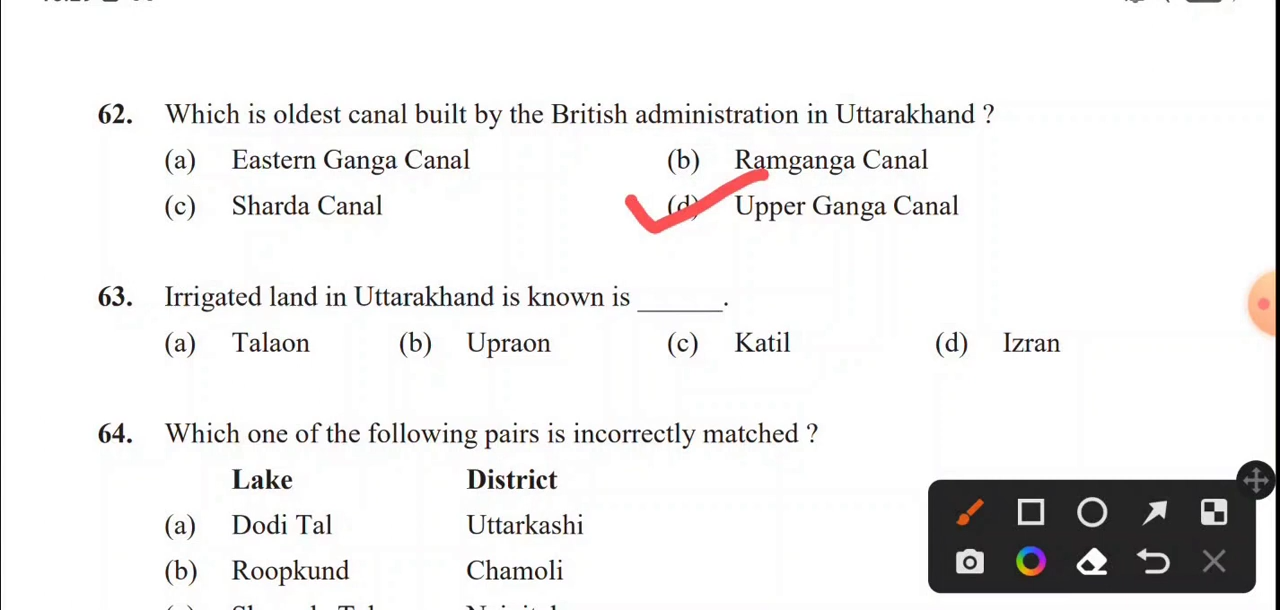 62. Which is oldest canal built by the British administration in Uttarakhand ?
(a) Eastern Ganga Canal (b) Ramganga Canal
(c) Sharda Canal (d) Upper Ganga Canal
63. Irrigated land in Uttarakhand is known is ______.
(a) Talaon (b) Upraon (c) Katil (d) Izran
64. Which one of the following pairs is incorrectly matched ?
Lake District
(a) Dodi Tal Uttarkashi
(b) Roopkund Chamoli